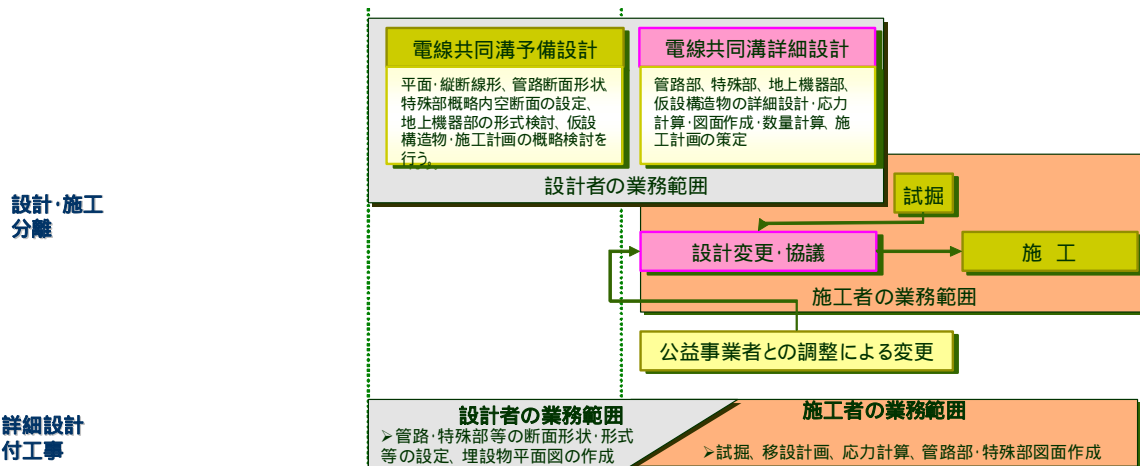 電線共同溝予備設計
平面･縦断線形、管路断面形状、
特殊部概略内空断面の設定、
地上機器部の形式検討、仮設
構造物･施工計画の概略検討を
行う。
電線共同溝詳細設計
管路部、特殊部、地上機器部、
仮設構造物の詳細設計･応力
計算･図面作成･数量計算、施
工計画の策定
設計者の業務範囲
設計･施工
分離
試掘
設計変更･協議
施 工
施工者の業務範囲
公益事業者との調整による変更
詳細設計
付工事
設計者の業務範囲
➢管路･特殊部等の断面形状･形式
等の設定、埋設物平面図の作成
施工者の業務範囲
➢試掘、移設計画、応力計算、管路部･特殊部図面作成